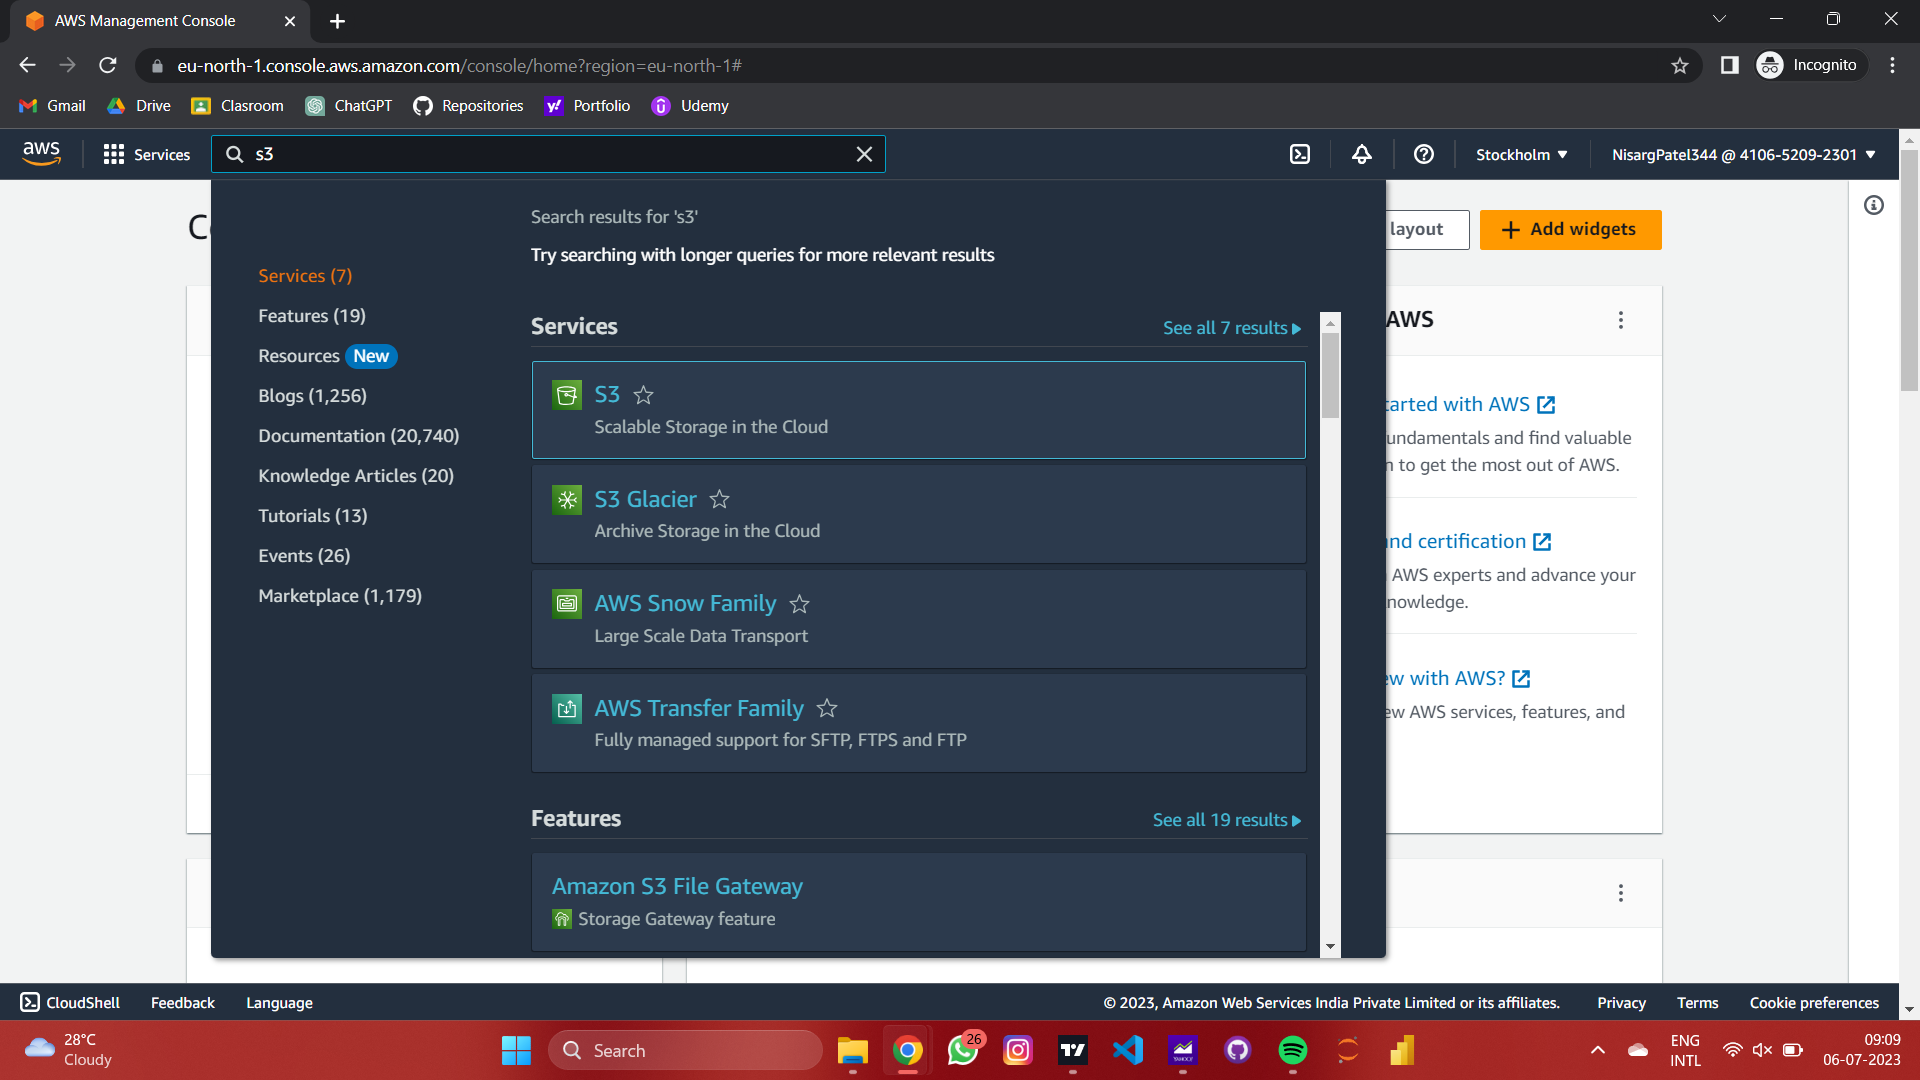 AWS Management Console
eu-north-1.console.aws.amazon.com/console/home?region=eu-north-1#
Incognito
Gmail
Drive
Clasroom
ChatGPT
Repositories
Portfolio
Udemy
aws
Services
s3
Stockholm
NisargPatel344 @ 4106-5209-2301
layout
Add widgets
Search results for 's3'
Try searching with longer queries for more relevant results
Services (7)
Features (19)
Resources New
Blogs (1,256)
Documentation (20,740)
Knowledge Articles (20)
Tutorials (13)
Events (26)
Marketplace (1,179)
Services
See all 7 results
S3
Scalable Storage in the Cloud
S3 Glacier
Archive Storage in the Cloud
AWS Snow Family
Large Scale Data Transport
AWS Transfer Family
Fully managed support for SFTP, FTPS and FTP
Features
See all 19 results
Amazon S3 File Gateway
Storage Gateway feature
AWS
tarted with AWS
undamentals and find valuable
n to get the most out of AWS.
and certification
AWS experts and advance your
nowledge.
ew with AWS?
ew AWS services, features, and
CloudShell
Feedback
Language
© 2023, Amazon Web Services India Private Limited or its affiliates.
Privacy
Terms
Cookie preferences
28°C
Cloudy
Search
26
ENG
INTL
09:09
06-07-2023